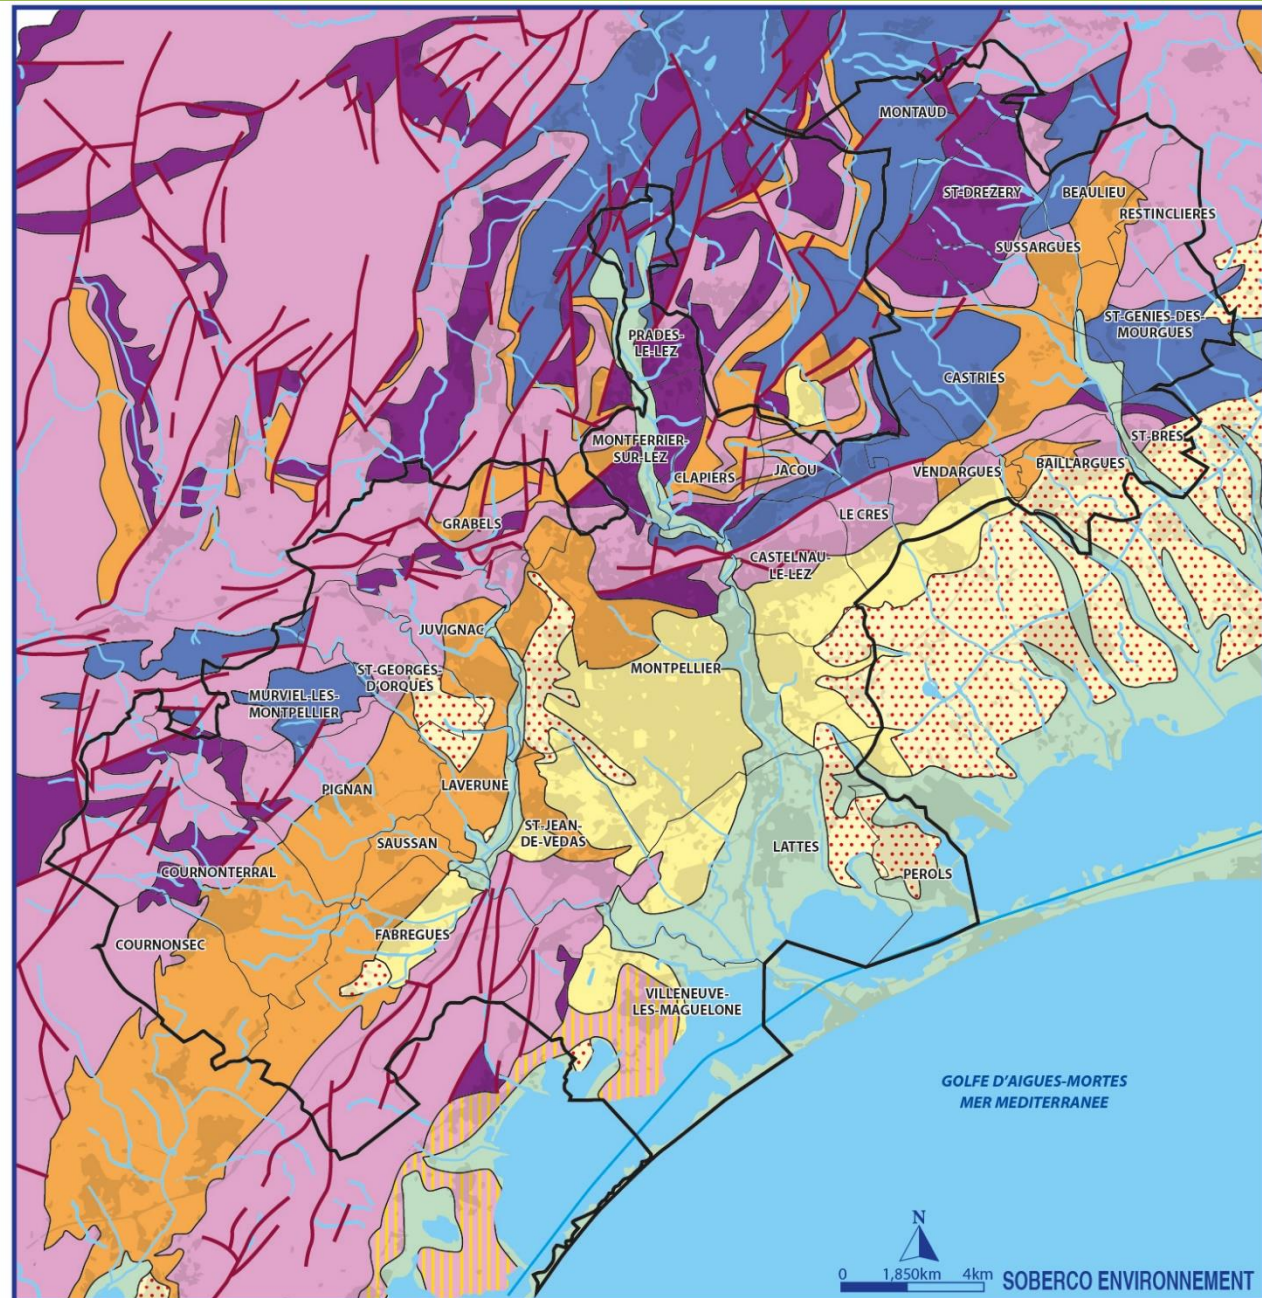 MONTAUD
ST-DREZERY
BEAULIEU
RESTINCLIERES
SUSSARGUES
ST-GENIES-DES-
MOURGUES
PRADES-
LE-LEZ
CASTRIES
MONTFERRIER-
SUR-LEZ
ST-BRES
CLAPIERS
JACOU
VENDARGUES
BAILLARGUES
GRABELS
LE CRES
CASTELNAU-
LE-LEZ
JUVIGNAC
ST-GEORGES-
D'ORQUES
MONTPELLIER
MURVIEL-LES-
MONTPELLIER
PIGNAN
LAVERUNE
ST-JEAN-
DE-VEDAS
SAUSSAN
LATTES
COURNONTERRAL
PEROLS
COURNONSEC
FABREGUES
VILLENEUVE-
LES-MAGUELONE
GOLFE D'AIGUES-MORTES
MER MEDITERRANEE
N
0 1,850km 4km
SOBERCO ENVIRONNEMENT